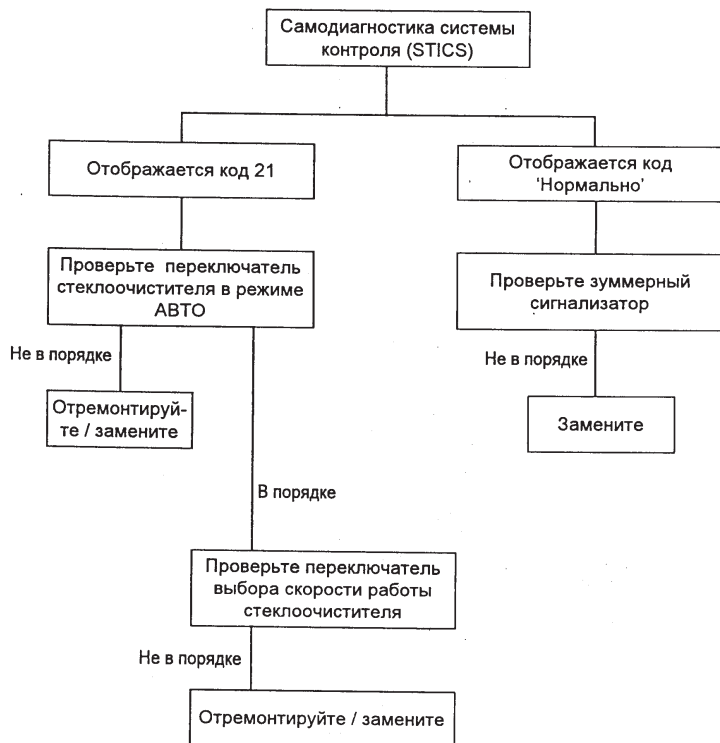 Самодиагностика системы
контроля (STICS)
Отображается код 21
Отображается код
'Нормально'
Проверьте переключатель
стеклоочистителя в режиме
АВТО
Проверьте зуммерный
сигнализатор
Не в порядке
Не в порядке
Отремонтируй-
те / замените
Замените
В порядке
Проверьте переключатель
выбора скорости работы
стеклоочистителя
Не в порядке
Отремонтируйте / замените